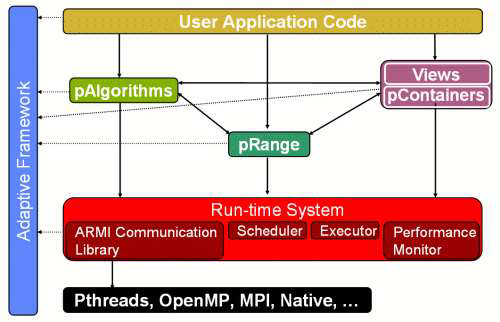 User Application Code
Adaptive Framework
pAlgorithms
Views
pContainers
pRange
Run-time System
ARMI Communication
Library
Scheduler
Executor
Performance
Monitor
Pthreads, OpenMP, MPI, Native, …